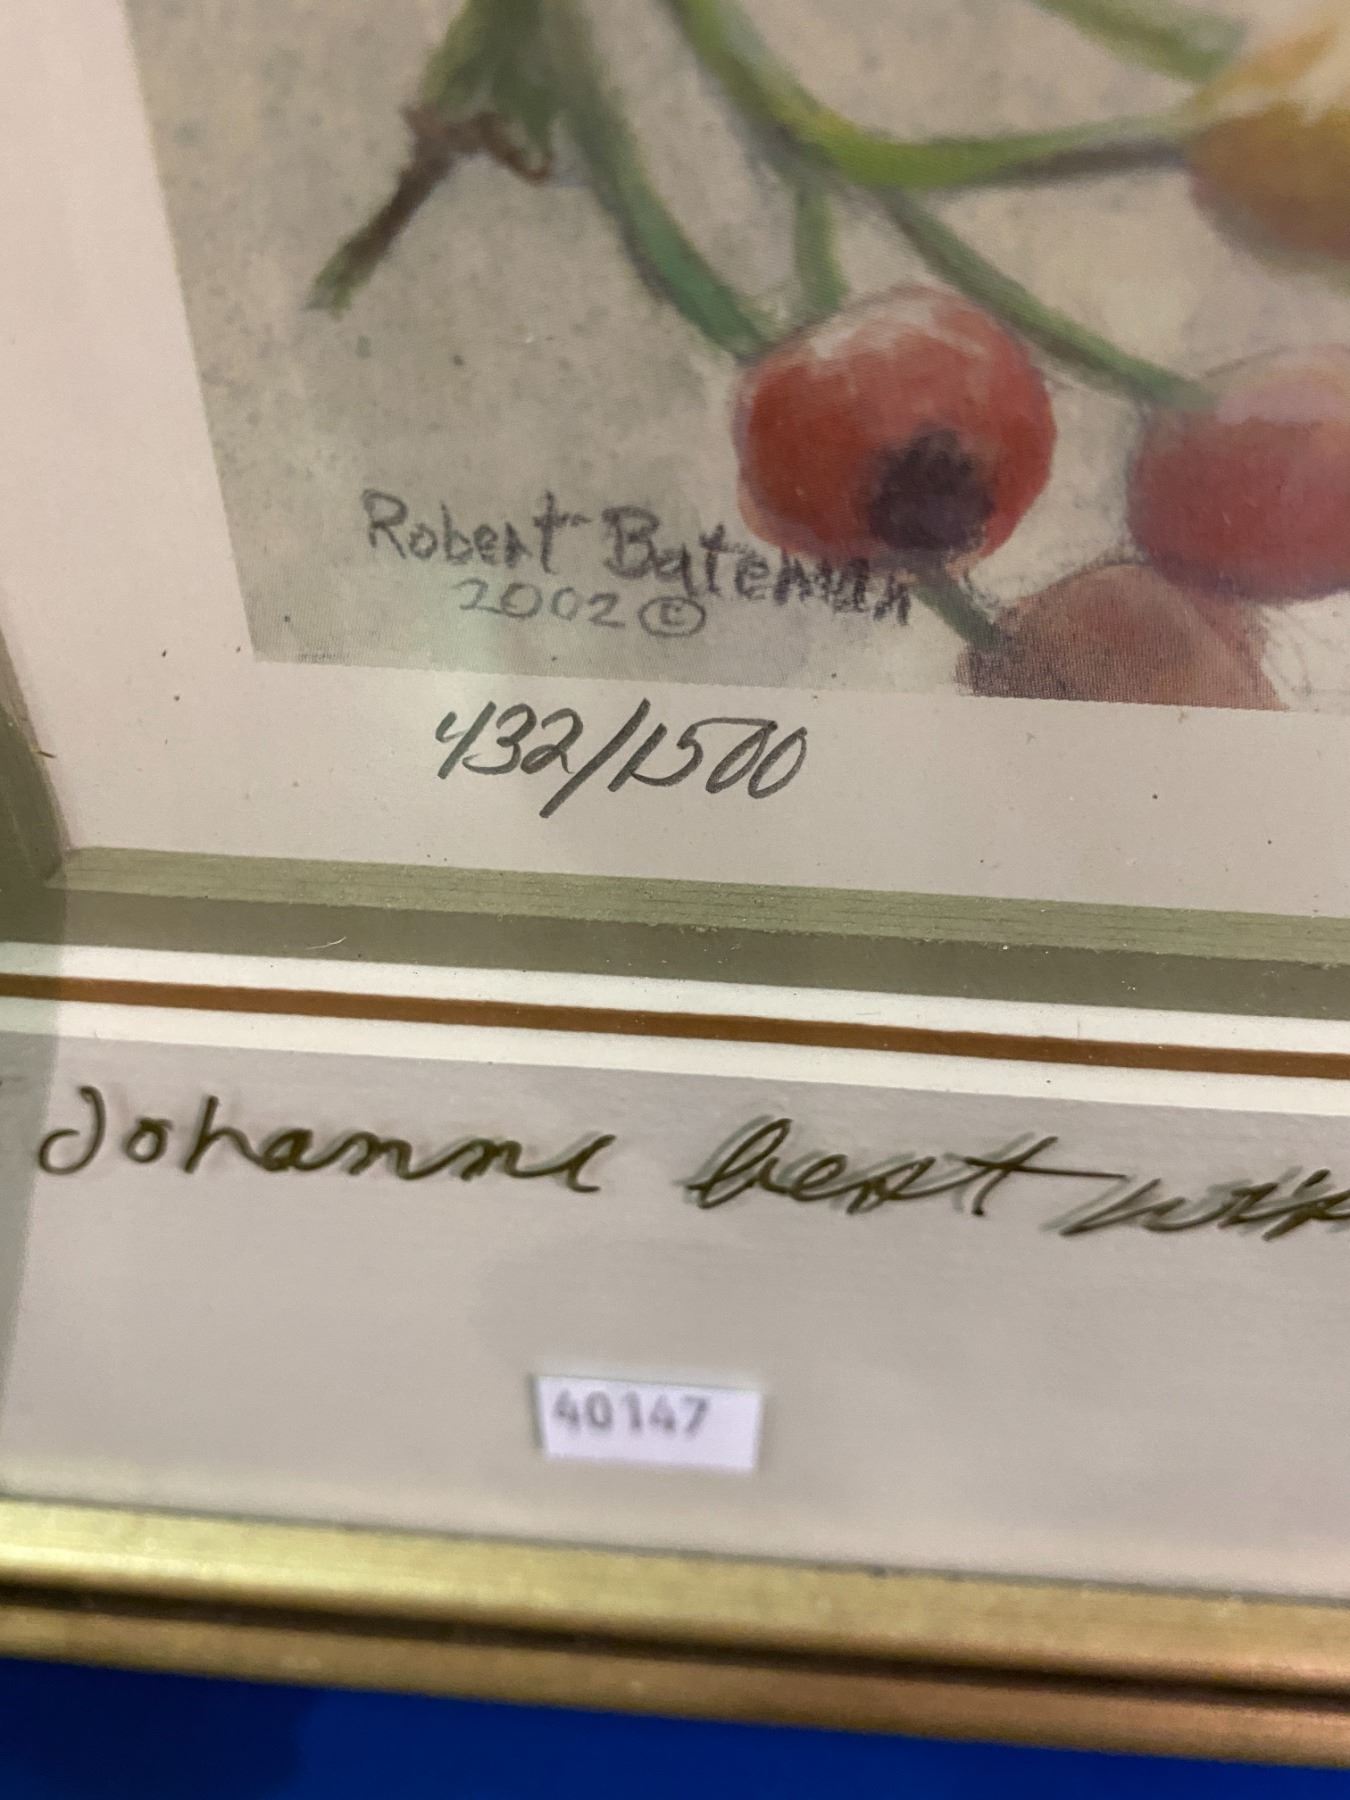 Robert Bateman
2002 ©
432/1500
Johanne best
40147